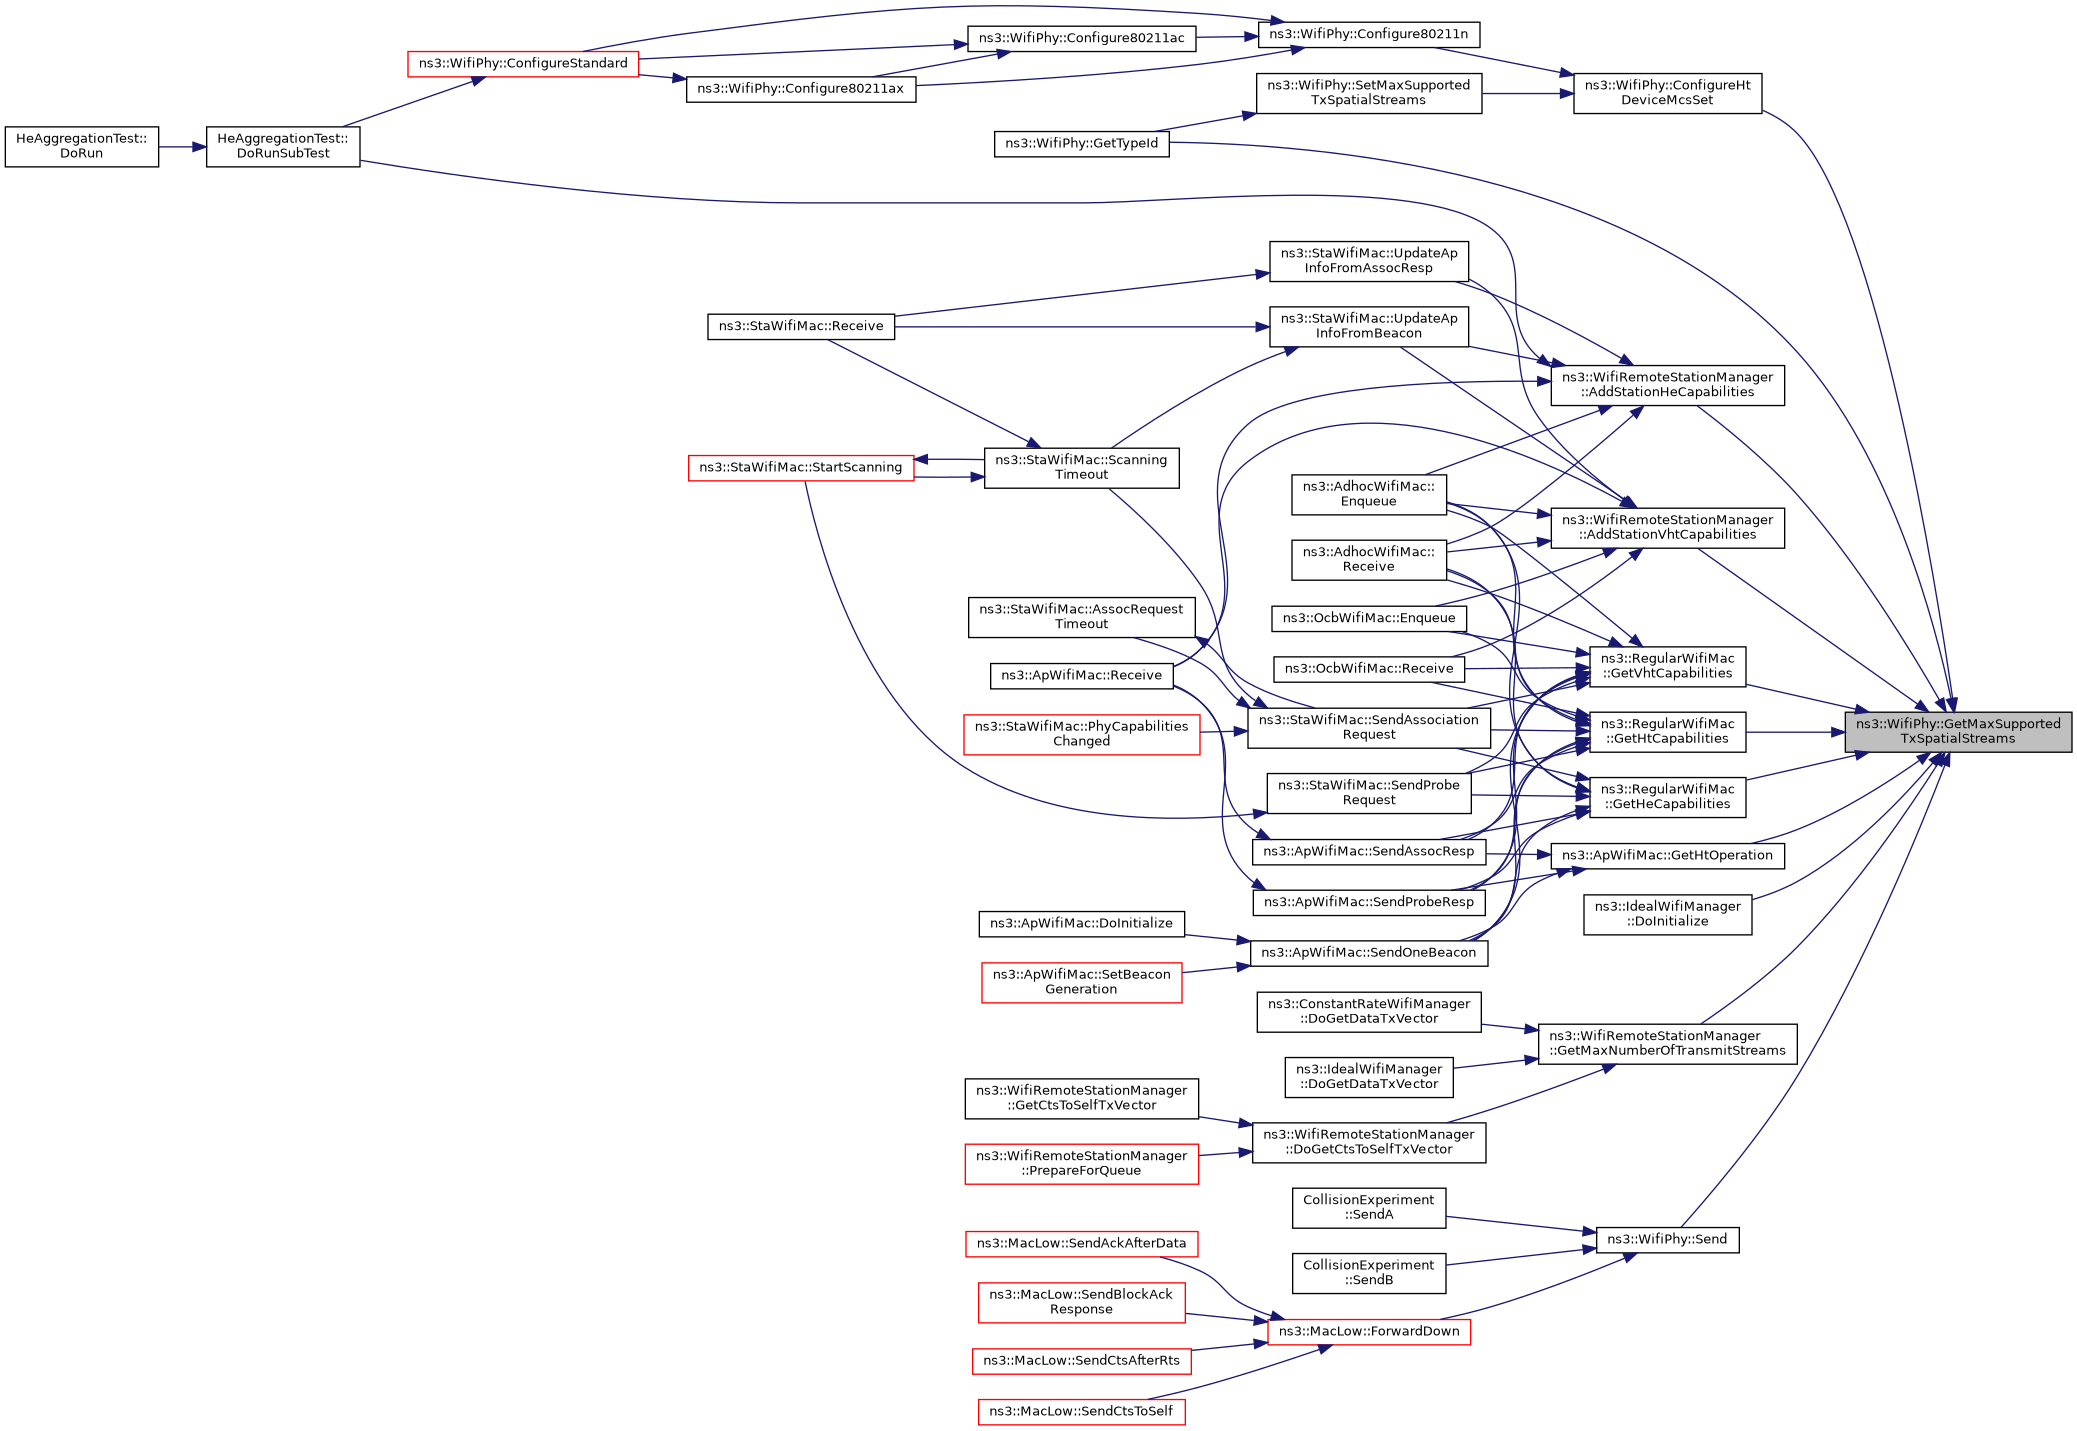 ns3::WifiPhy::Configure80211n
ns3::WifiPhy::Configure80211ac
ns3::WifiPhy::ConfigureStandard
ns3::WifiPhy::Configure80211ax
ns3::WifiPhy::SetMaxSupported
TxSpatialStreams
ns3::WifiPhy::ConfigureHt
DeviceMcsSet
HeAggregationTest::
DoRun
HeAggregationTest::
DoRunSubTest
ns3::WifiPhy::GetTypeId
ns3::StaWifiMac::UpdateAp
InfoFromAssocResp
ns3::StaWifiMac::Receive
ns3::StaWifiMac::UpdateAp
InfoFromBeacon
ns3::WifiRemoteStationManager
::AddStationHeCapabilities
ns3::StaWifiMac::StartScanning
ns3::StaWifiMac::Scanning
Timeout
ns3::AdhocWifiMac::
Enqueue
ns3::WifiRemoteStationManager
::AddStationVhtCapabilities
ns3::AdhocWifiMac::
Receive
ns3::StaWifiMac::AssocRequest
Timeout
ns3::OcbWifiMac::Enqueue
ns3::ApWifiMac::Receive
ns3::OcbWifiMac::Receive
ns3::RegularWifiMac
::GetVhtCapabilities
ns3::StaWifiMac::PhyCapabilities
Changed
ns3::StaWifiMac::SendAssociation
Request
ns3::RegularWifiMac
::GetHtCapabilities
ns3::WifiPhy::GetMaxSupported
TxSpatialStreams
ns3::StaWifiMac::SendProbe
Request
ns3::RegularWifiMac
::GetHeCapabilities
ns3::ApWifiMac::SendAssocResp
ns3::ApWifiMac::GetHtOperation
ns3::ApWifiMac::SendProbeResp
ns3::IdealWifiManager
::DoInitialize
ns3::ApWifiMac::DoInitialize
ns3::ApWifiMac::SendOneBeacon
ns3::ApWifiMac::SetBeacon
Generation
ns3::ConstantRateWifiManager
::DoGetDataTxVector
ns3::WifiRemoteStationManager
::GetMaxNumberOfTransmitStreams
ns3::IdealWifiManager
::DoGetDataTxVector
ns3::WifiRemoteStationManager
::GetCtsToSelfTxVector
ns3::WifiRemoteStationManager
::DoGetCtsToSelfTxVector
ns3::WifiRemoteStationManager
::PrepareForQueue
CollisionExperiment
::SendA
ns3::WifiPhy::Send
ns3::MacLow::SendAckAfterData
CollisionExperiment
::SendB
ns3::MacLow::SendBlockAck
Response
ns3::MacLow::ForwardDown
ns3::MacLow::SendCtsAfterRts
ns3::MacLow::SendCtsToSelf